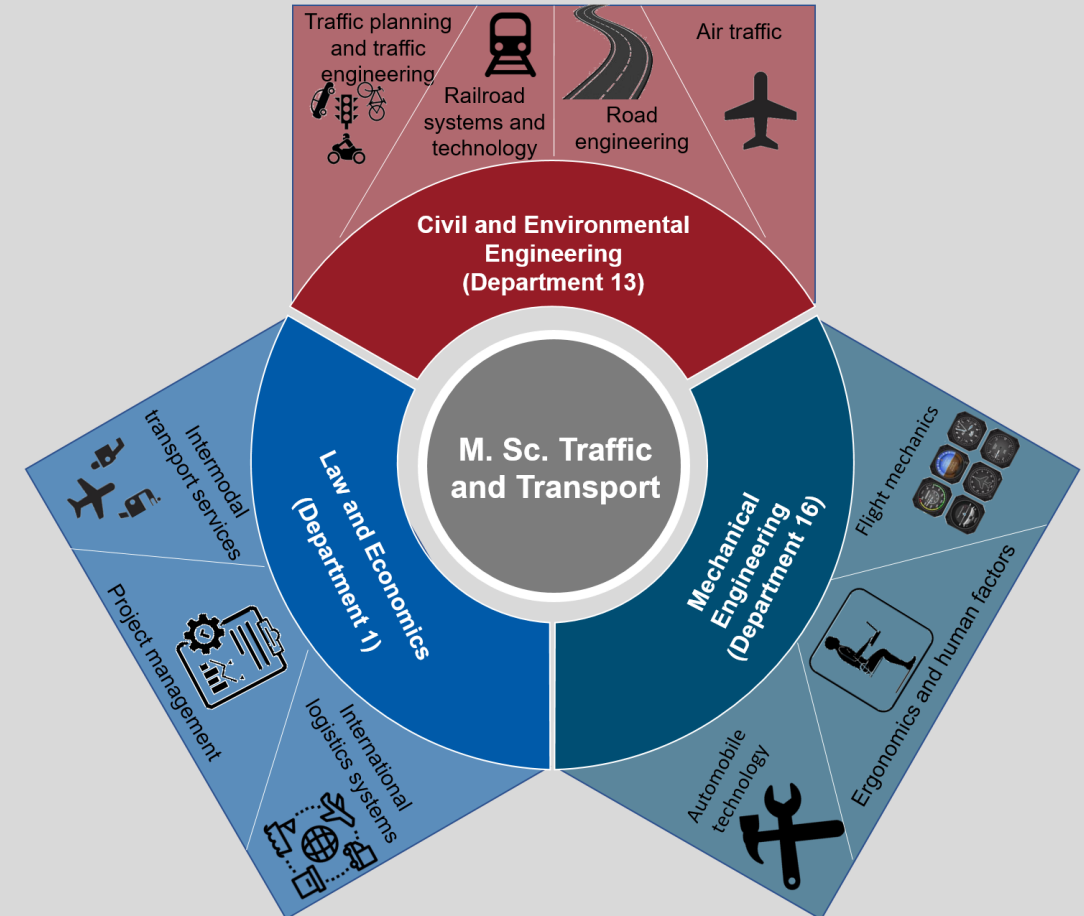 Traffic planning
and traffic
engineering
Railroad
systems and
technology
Road
engineering
Air traffic
Civil and Environmental
Engineering
(Department 13)
M. Sc. Traffic
and Transport
Law and Economics
(Department 1)
Mechanical
Engineering
(Department 16)
Intermodal
transport services
Project management
International
logistics systems
Flight mechanics
Ergonomics and human factors
Automobile
technology